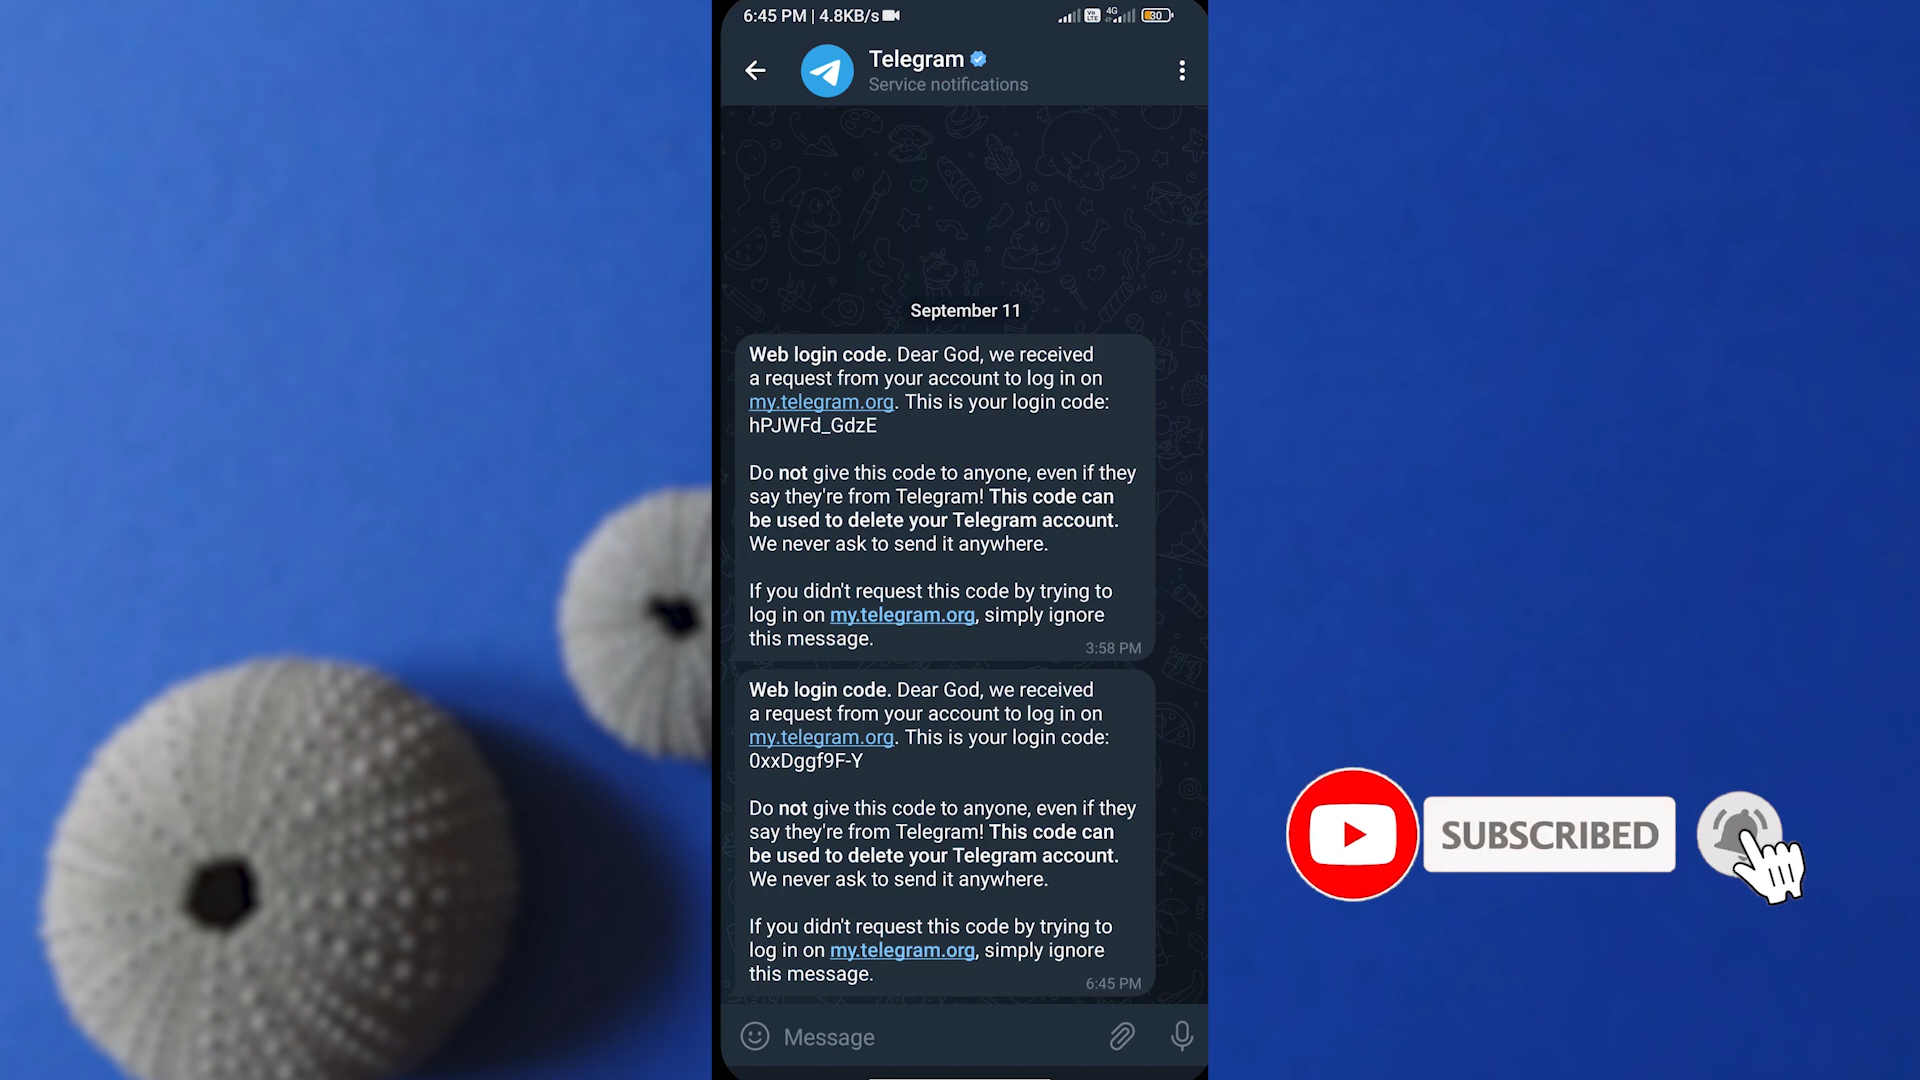 6:45 PM | 4.8KB/s
Vo LTE
4G
30
Telegram
Service notifications
September 11
Web login code. Dear God, we received
a request from your account to log in on
my.telegram.org. This is your login code:
hPJWFd_GdzE
Do not give this code to anyone, even if they
say they're from Telegram! This code can
be used to delete your Telegram account.
We never ask to send it anywhere.
If you didn't request this code by trying to
log in on my.telegram.org, simply ignore
this message.
3:58 PM
Web login code. Dear God, we received
a request from your account to log in on
my.telegram.org. This is your login code:
0xxDggf9F-Y
Do not give this code to anyone, even if they
say they're from Telegram! This code can
be used to delete your Telegram account.
We never ask to send it anywhere.
If you didn't request this code by trying to
log in on my.telegram.org, simply ignore
this message.
6:45 PM
Message
SUBSCRIBED